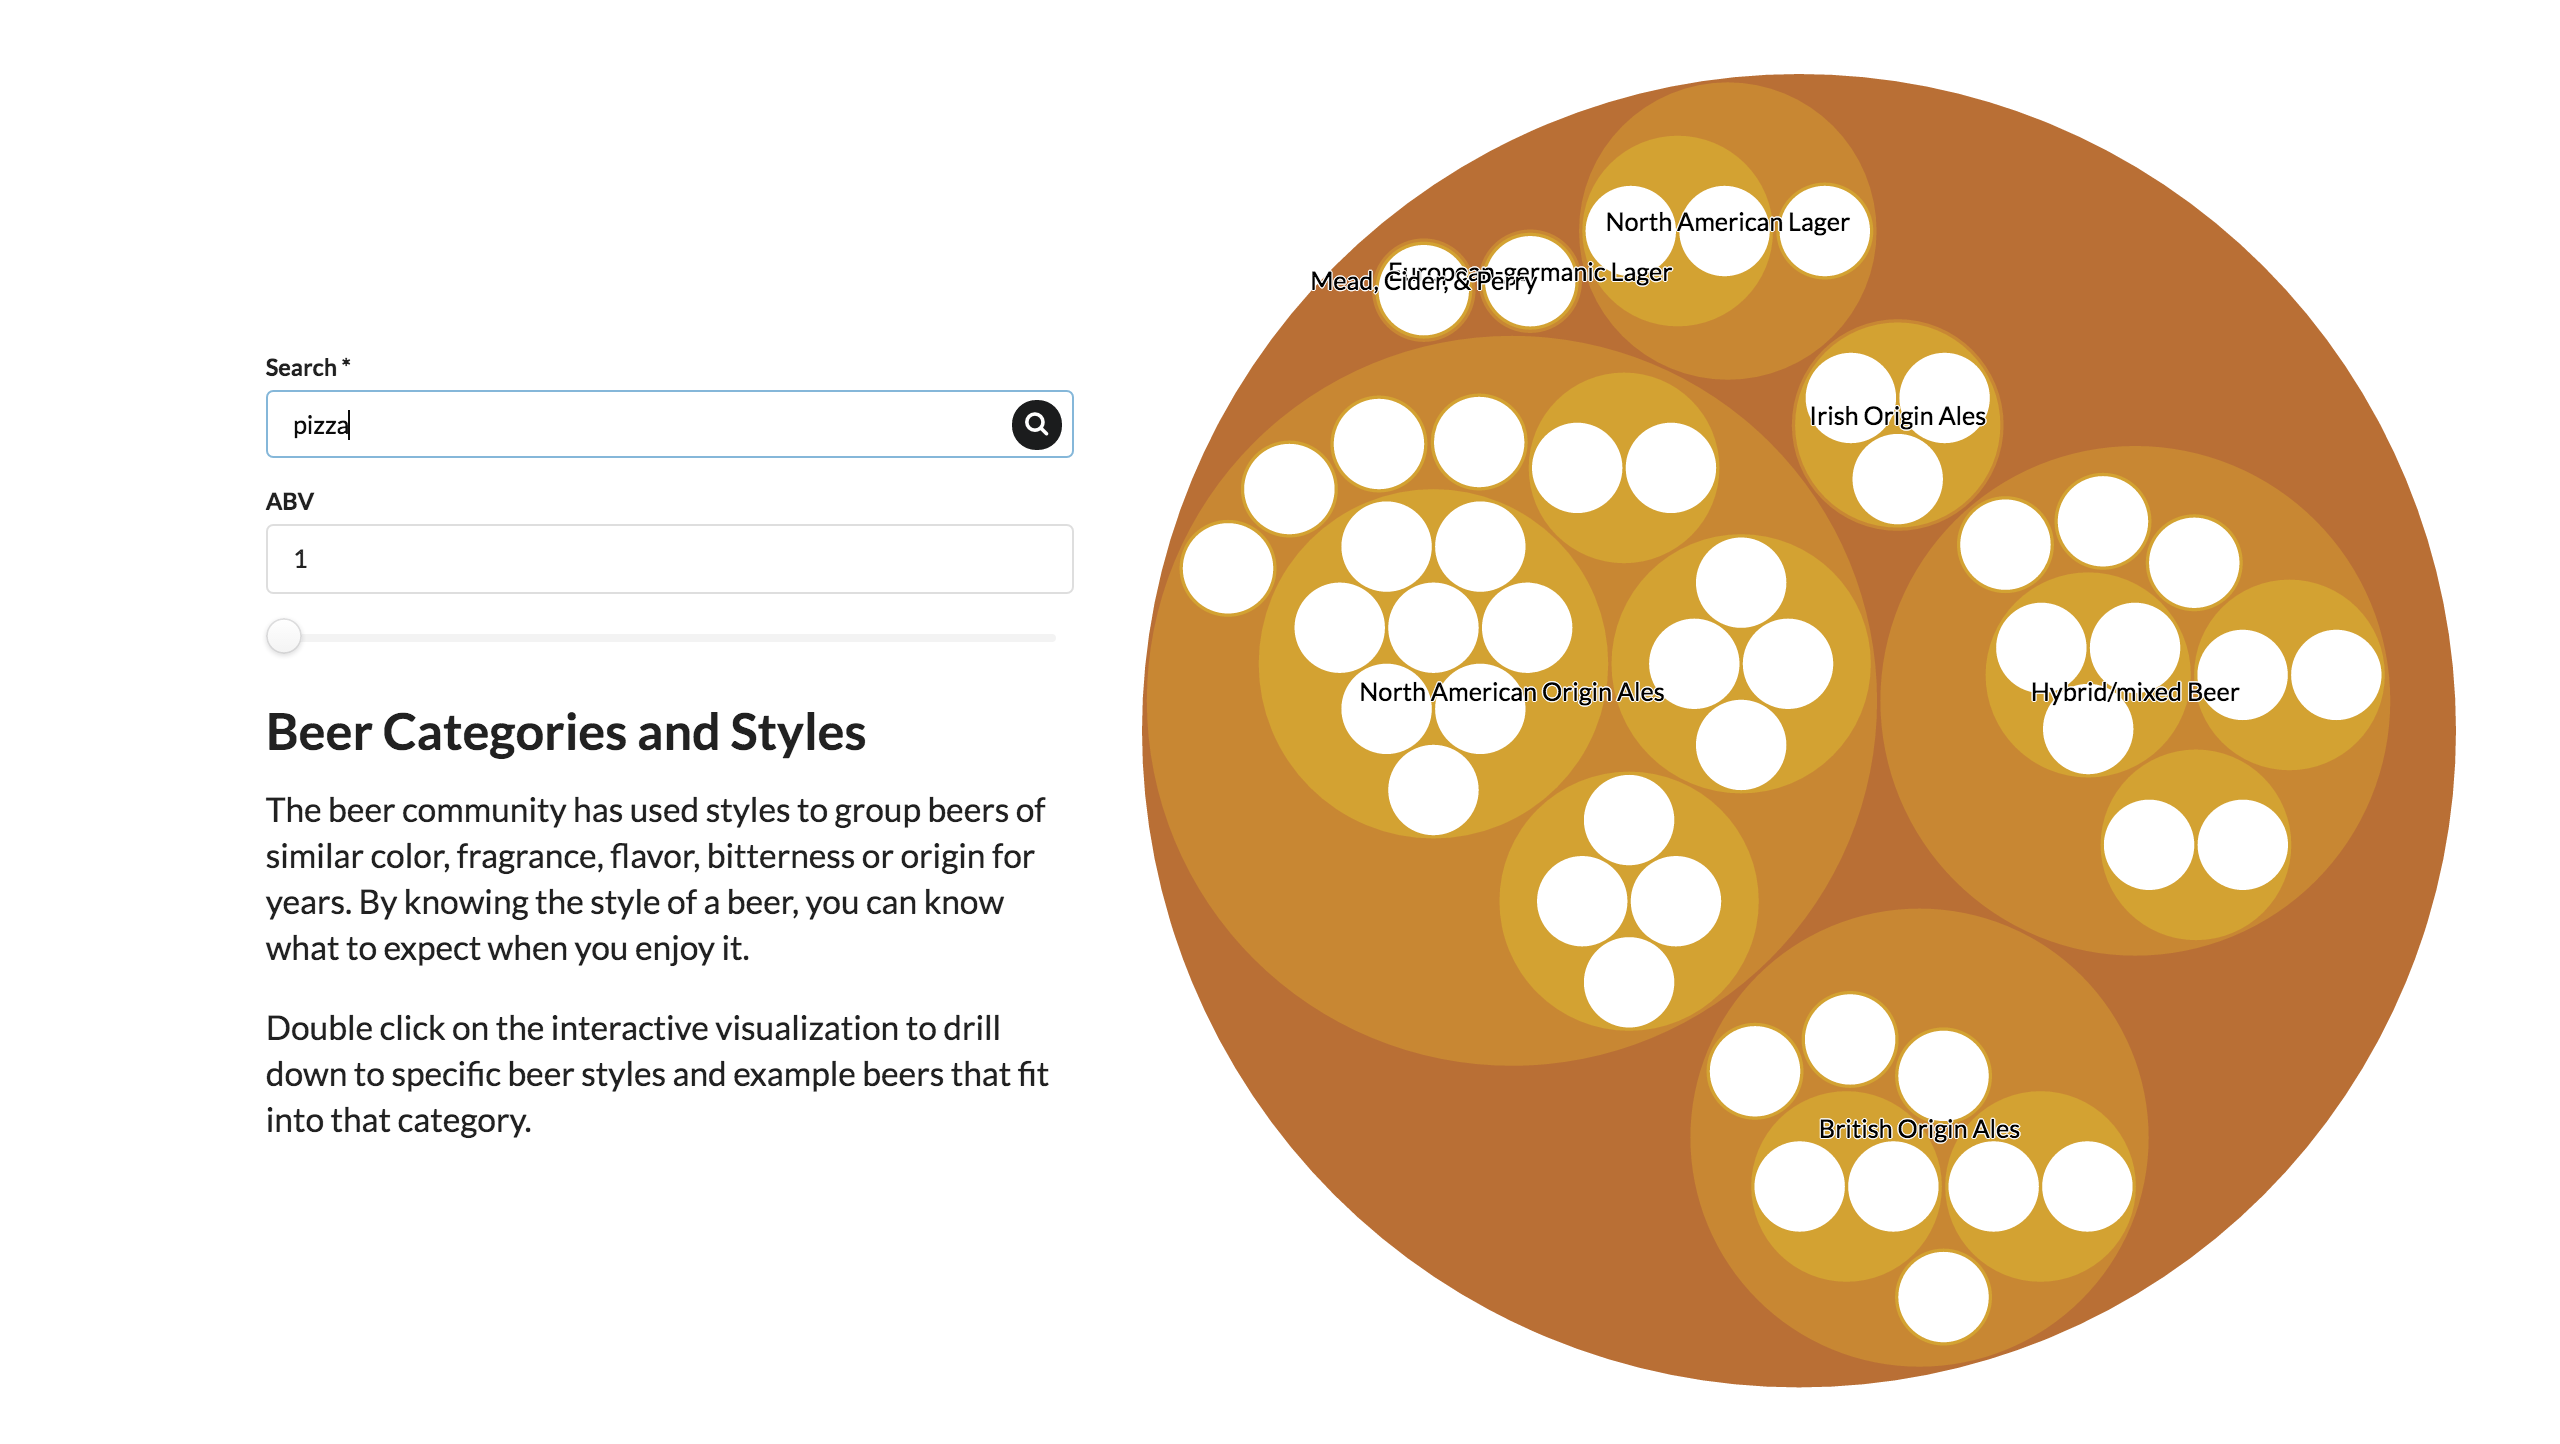 Search *
pizza
ABV
1
Beer Categories and Styles
The beer community has used styles to group beers of
similar color, fragrance, flavor, bitterness or origin for
years. By knowing the style of a beer, you can know
what to expect when you enjoy it.
Double click on the interactive visualization to drill
down to specific beer styles and example beers that fit
into that category.
North American Lager
European-germanic Lager
Mead, Cider, & Perry
Irish Origin Ales
North American Origin Ales
Hybrid/mixed Beer
British Origin Ales